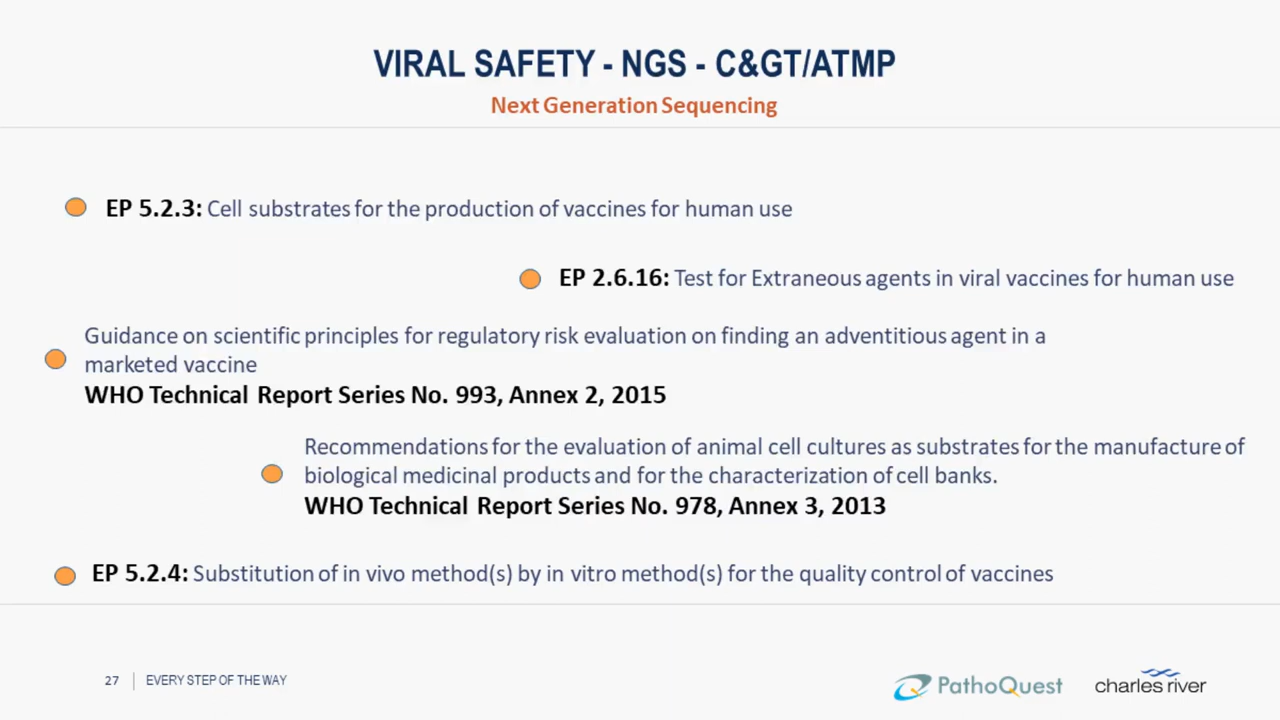 VIRAL SAFETY - NGS - C&GT/ATMP
Next Generation Sequencing
EP 5.2.3: Cell substrates for the production of vaccines for human use
EP 2.6.16: Test for Extraneous agents in viral vaccines for human use
Guidance on scientific principles for regulatory risk evaluation on finding an adventitious agent in a
marketed vaccine
WHO Technical Report Series No. 993, Annex 2, 2015
Recommendations for the evaluation of animal cell cultures as substrates for the manufacture of
biological medicinal products and for the characterization of cell banks.
WHO Technical Report Series No. 978, Annex 3, 2013
EP 5.2.4: Substitution of in vivo method(s) by in vitro method(s) for the quality control of vaccines
27 EVERY STEP OF THE WAY
PathoQuest
charles river